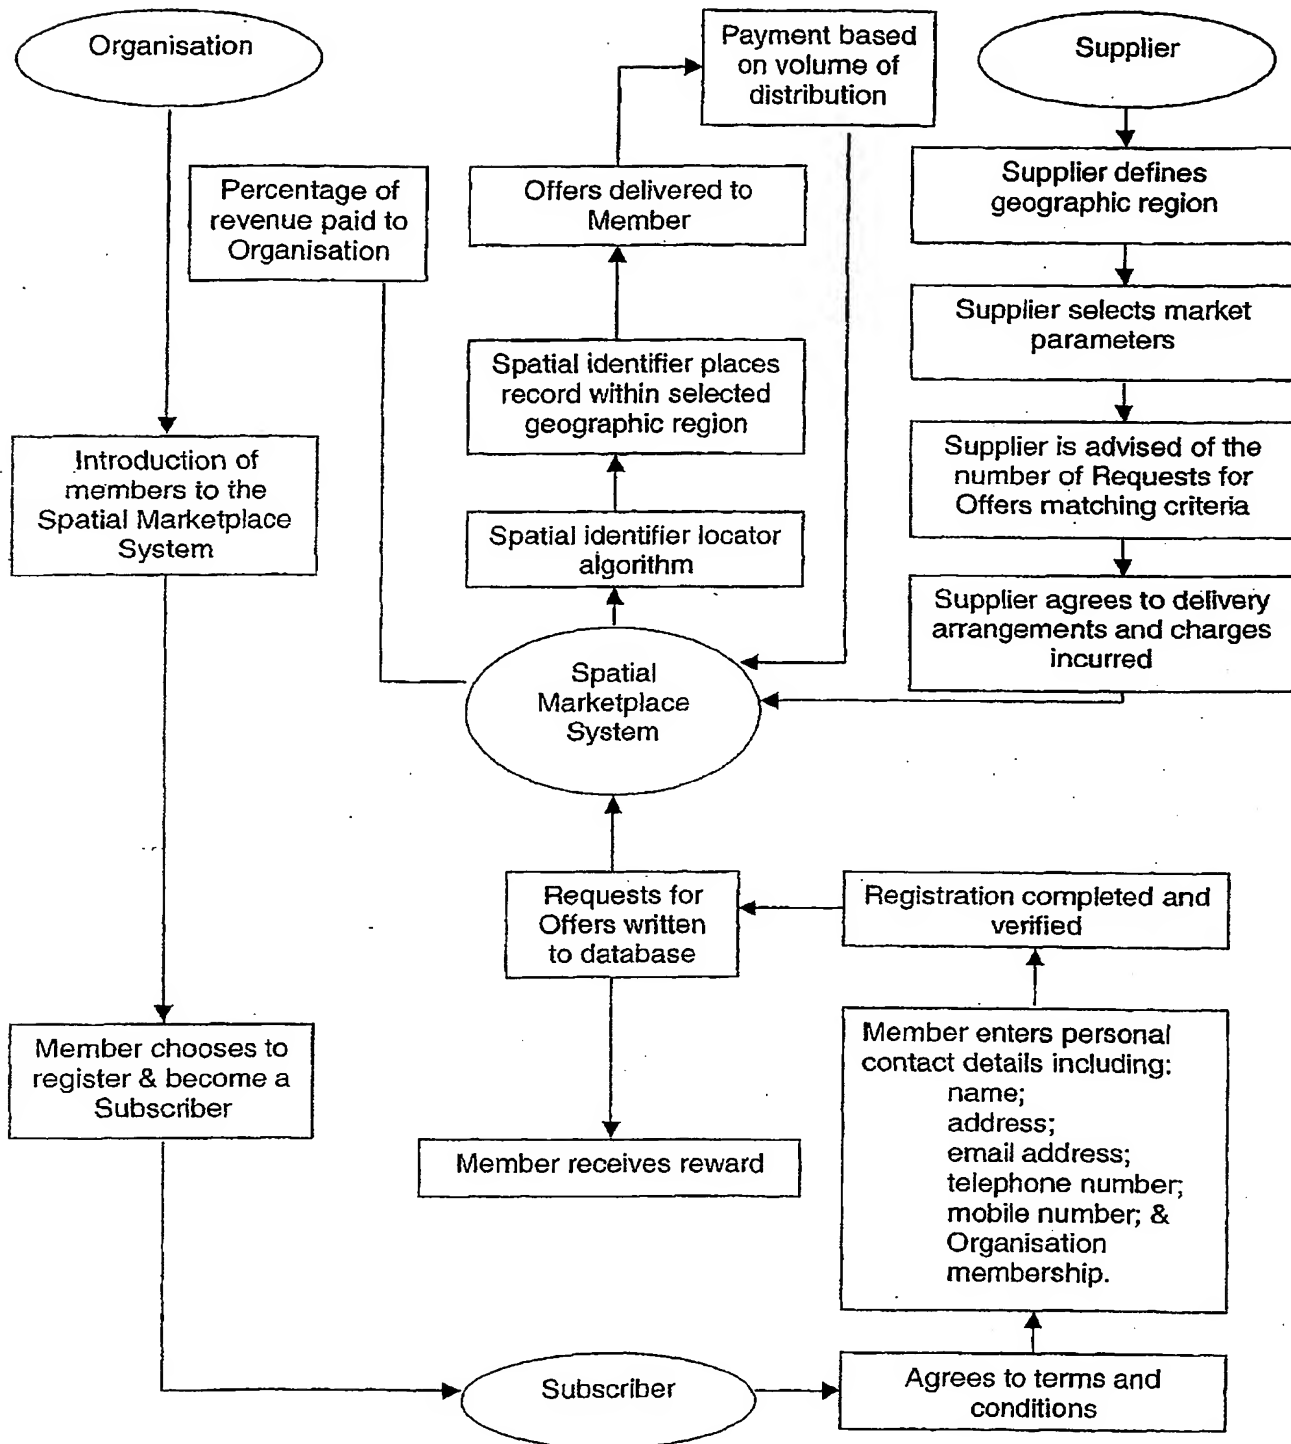 Organisation
Payment based
on volume of
distribution
Supplier
Percentage of
revenue paid to
Organisation
Offers delivered to
Member
Supplier defines
geographic region
Supplier selects market
parameters
Spatial identifier places
record within selected
geographic region
Introduction of
members to the
Spatial Marketplace
System
Supplier is advised of the
number of Requests for
Offers matching criteria
Spatial identifier locator
algorithm
Supplier agrees to delivery
arrangements and charges
incurred
Spatial
Marketplace
System
Requests for
Offers written
to database
Registration completed and
verified
Member chooses to
register & become a
Subscriber
Member enters personal
contact details including:
name;
address;
email address;
telephone number;
mobile number; &
Organisation
membership.
Member receives reward
Subscriber
Agrees to terms and
conditions